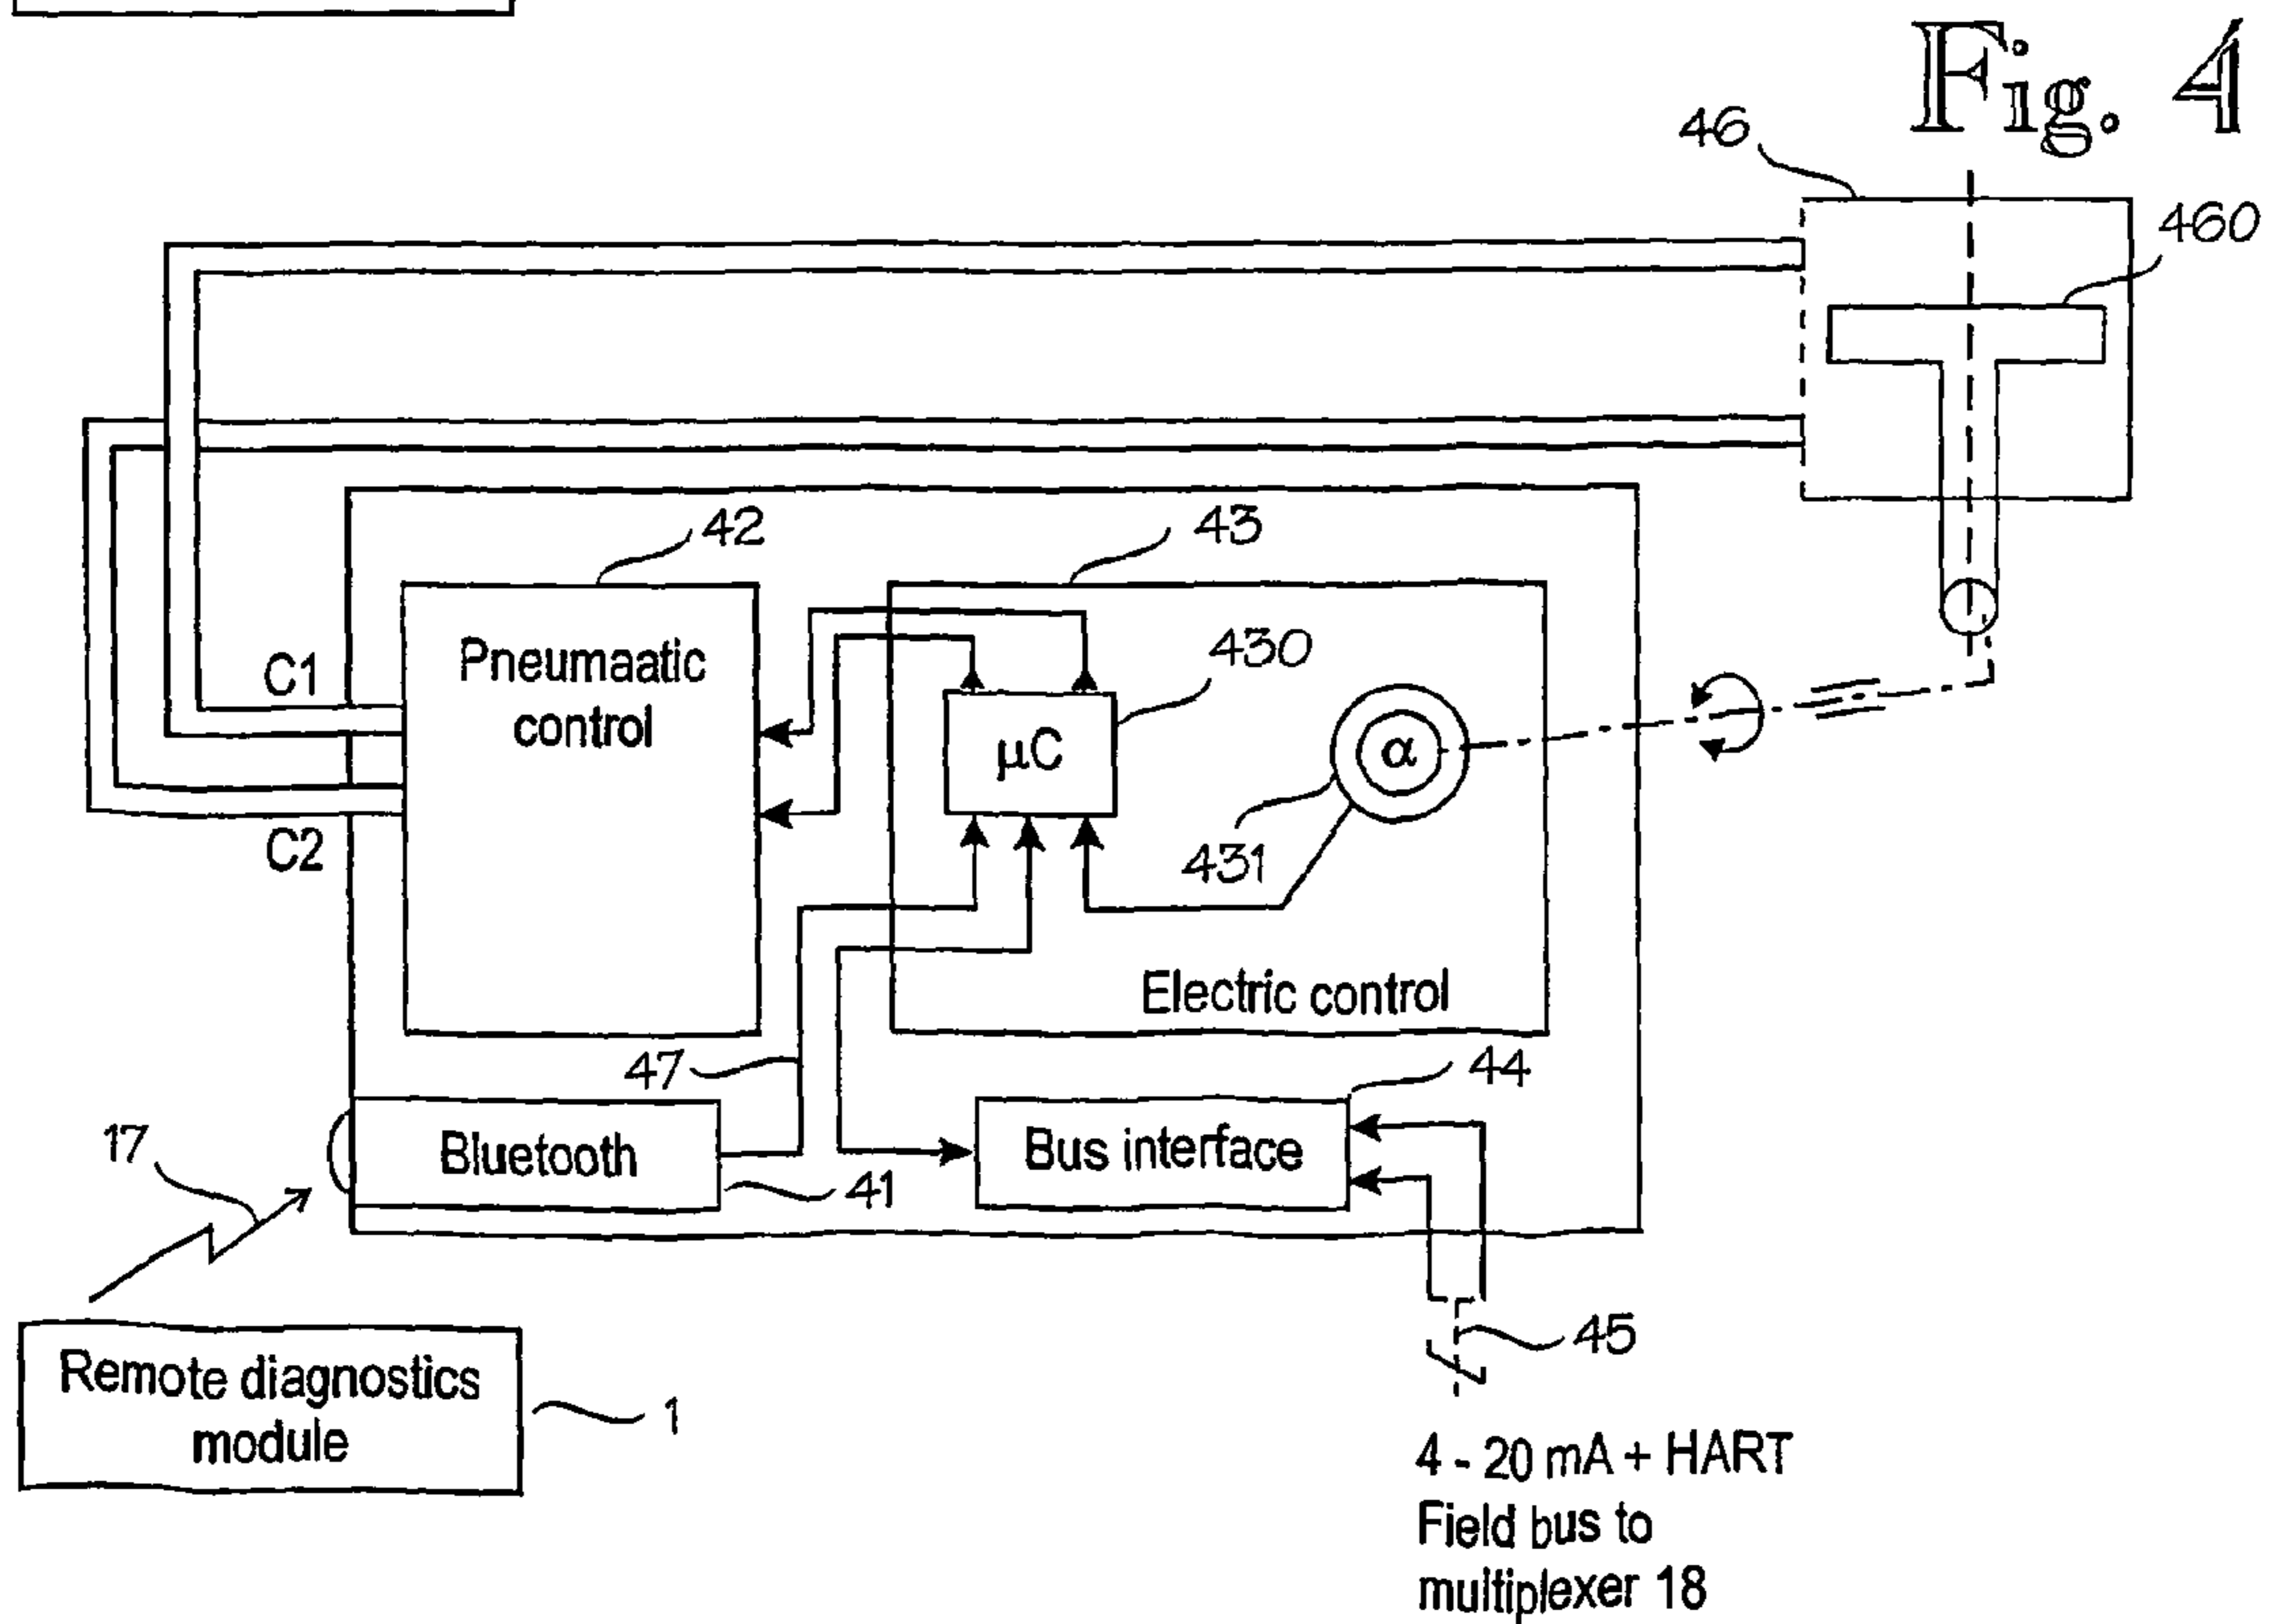 Fig. 4
46
460
42
43
C1
Pneumaatic
control
430
µC
α
C2
431
Electric control
47
44
17
Bluetooth
Bus interface
41
45
Remote diagnostics
module
1
4 - 20 mA + HART
Field bus to
multiplexer 18